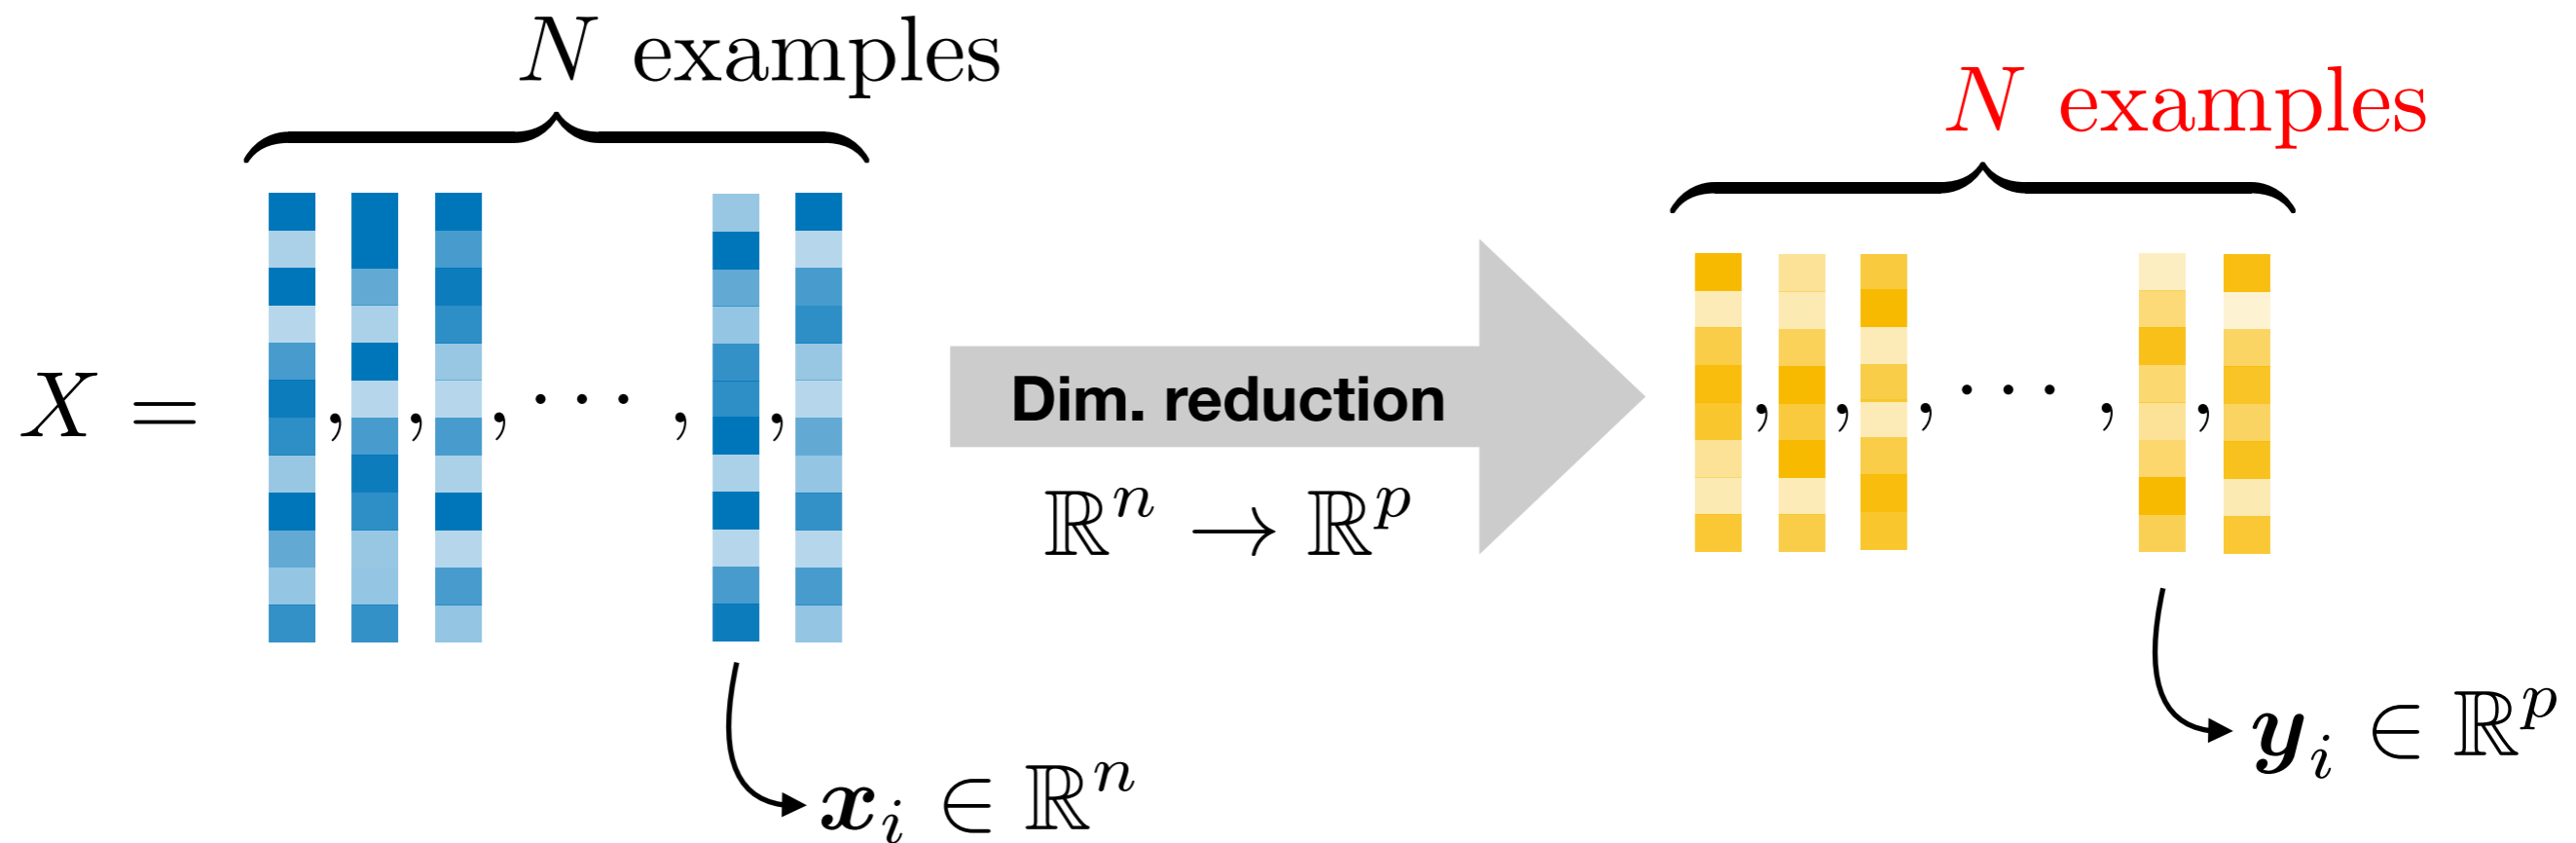 N examples
N examples
X = , , , · · · , ,
Dim. reduction
, , , · · · , ,
ℝⁿ → ℝᵖ
𝒙ᵢ ∈ ℝⁿ
𝒚ᵢ ∈ ℝᵖ